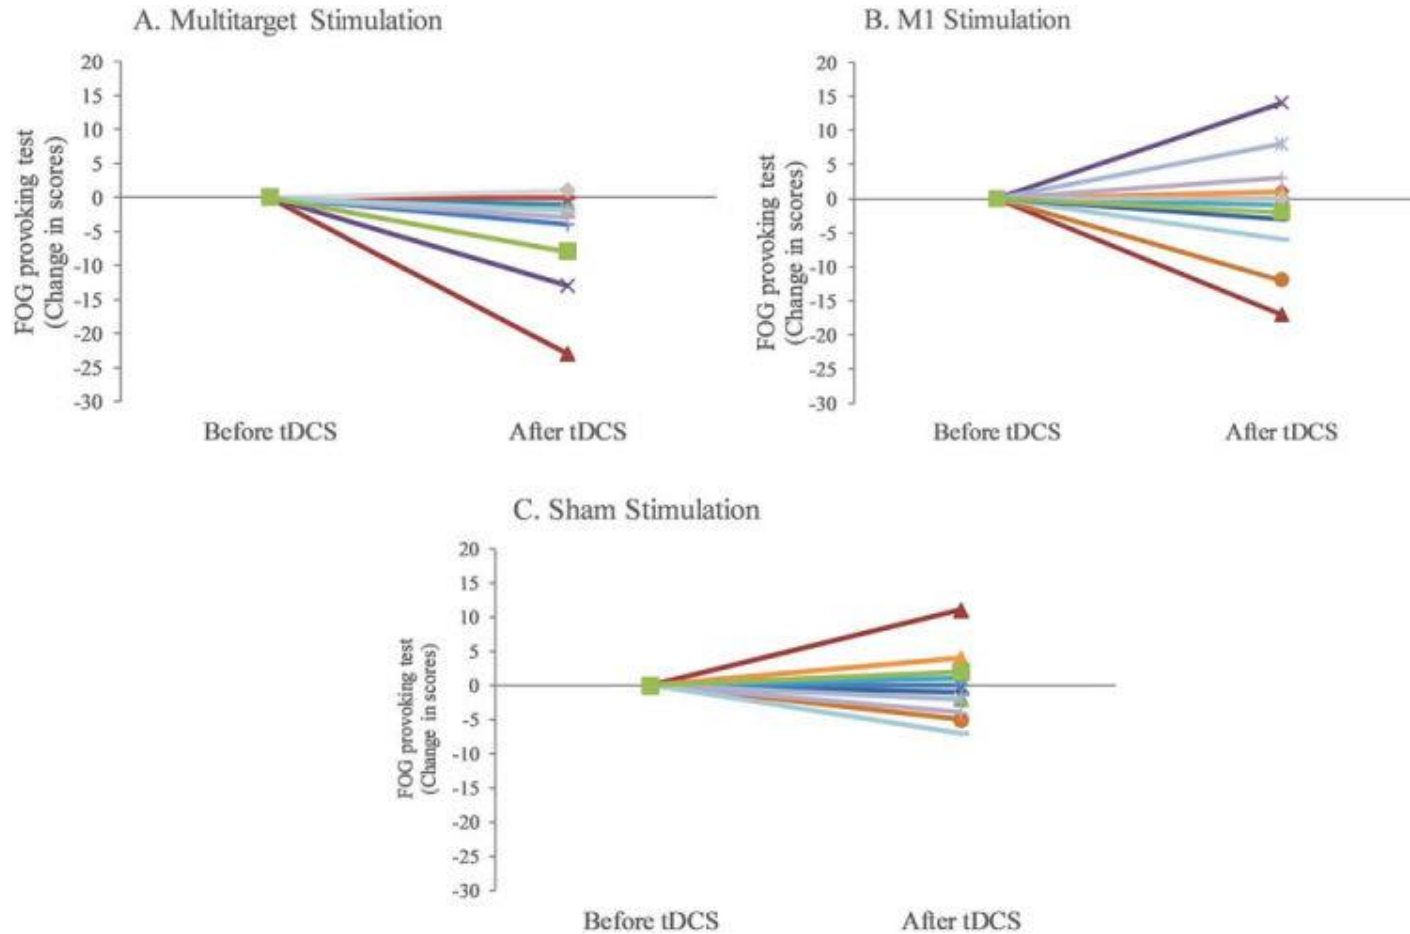 A. Multitarget Stimulation
20
15
10
5
0
-5
-10
-15
-20
-25
-30
FOG provoking test
(Change in scores)
Before tDCS
After tDCS
B. M1 Stimulation
20
15
10
5
0
-5
-10
-15
-20
-25
-30
FOG provoking test
(Change in scores)
Before tDCS
After tDCS
C. Sham Stimulation
20
15
10
5
0
-5
-10
-15
-20
-25
-30
FOG provoking test
(Change in scores)
Before tDCS
After tDCS